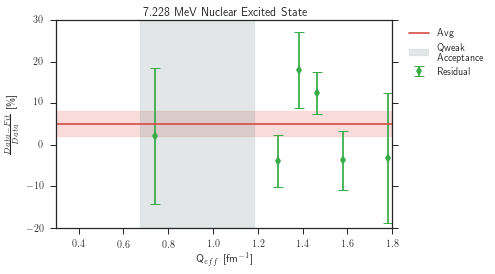 7.228 MeV Nuclear Excited State
30
20
10
0
−10
−20
Data−Fit
Data
[%]
0.4 0.6 0.8 1.0 1.2 1.4 1.6 1.8
Qeff [fm−1]
Avg
Qweak
Acceptance
Residual